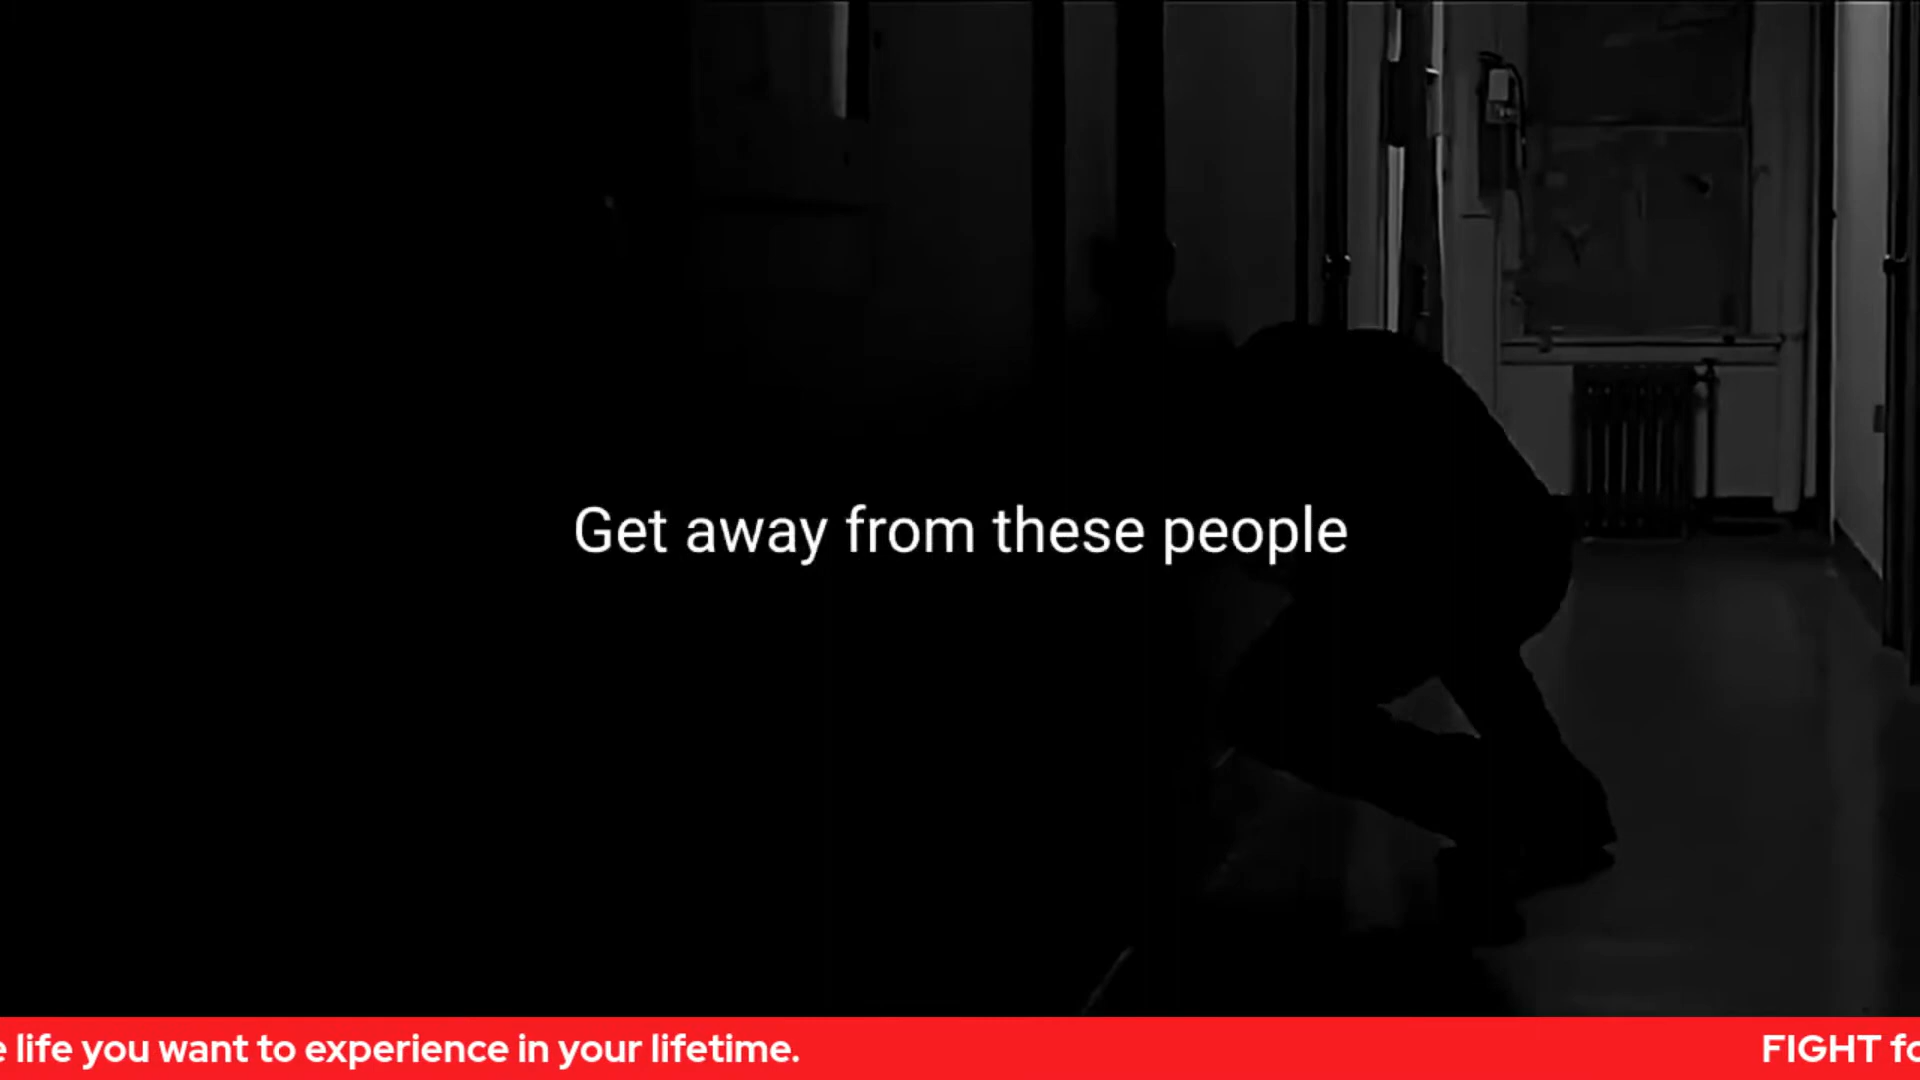 Get away from these people
life you want to experience in your lifetime.
FIGHT